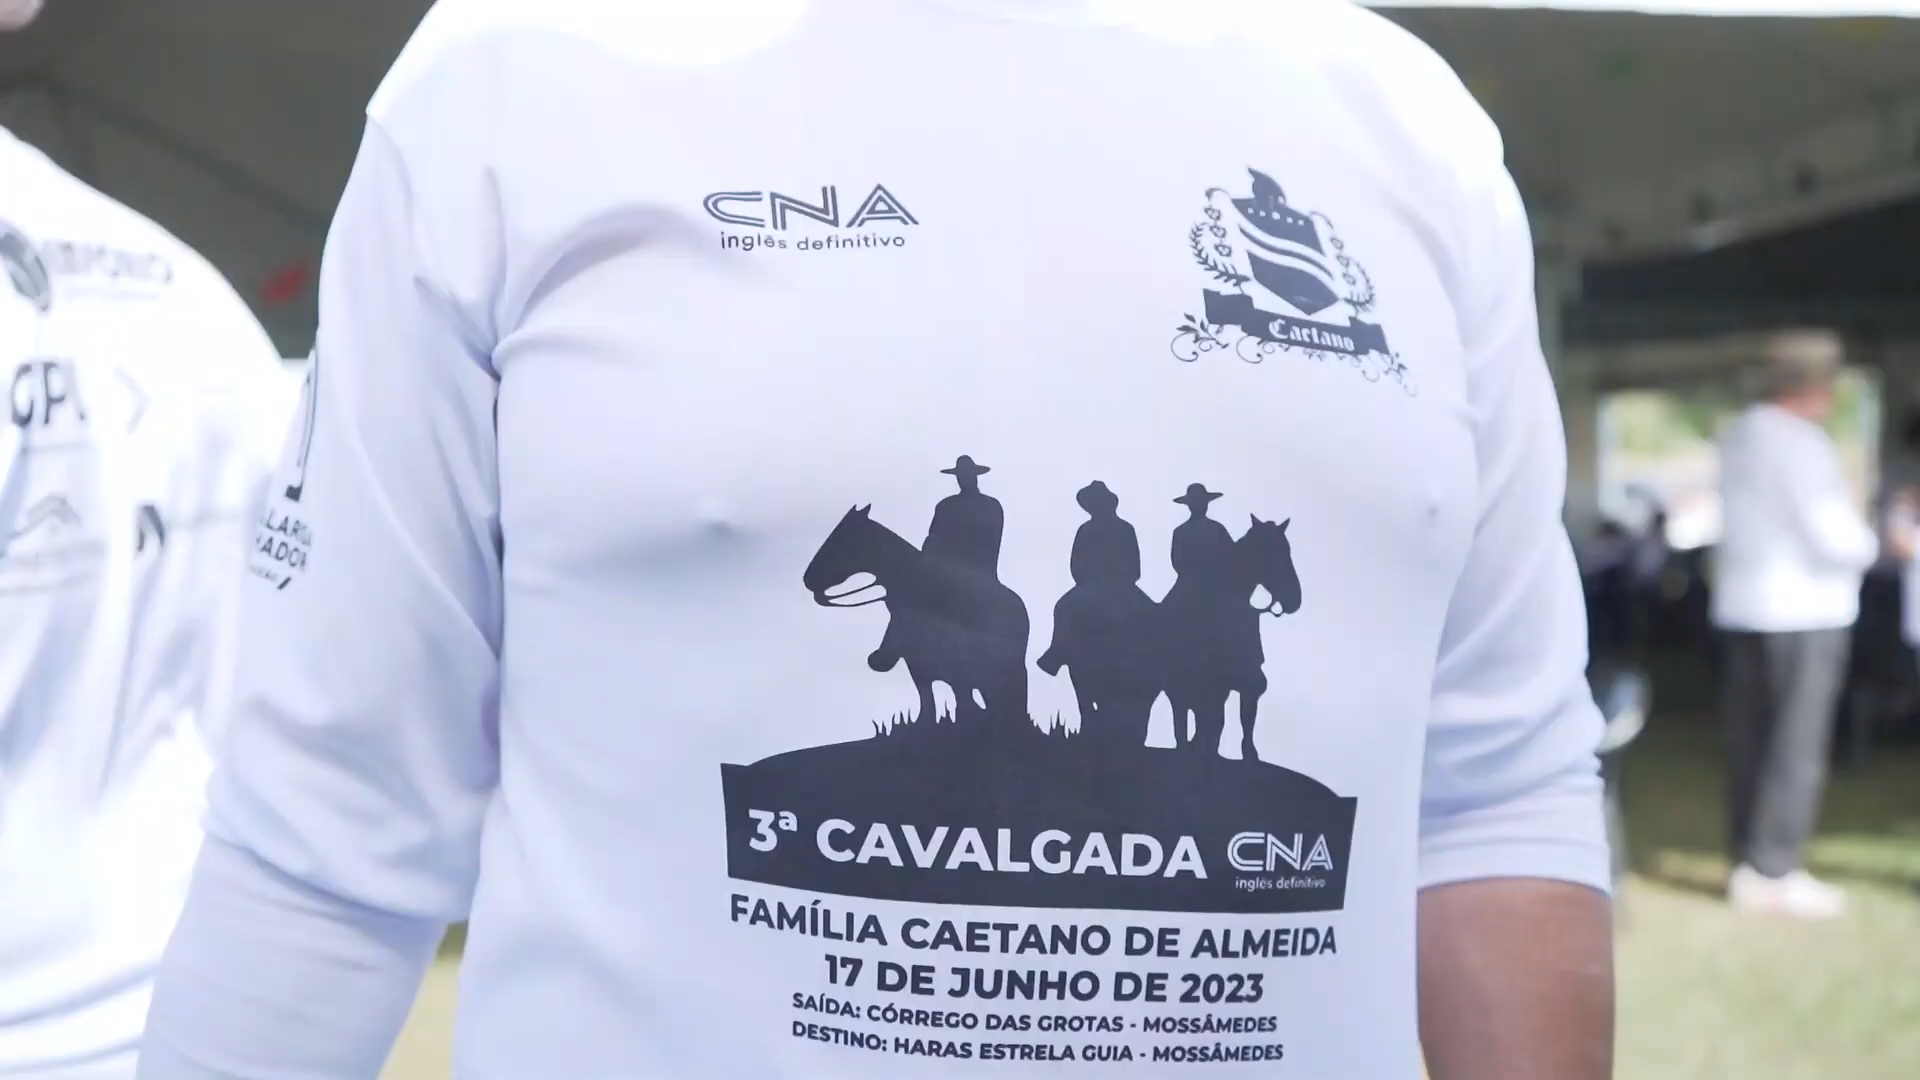 CNA
inglês definitivo
Caetano
3ª CAVALGADA CNA
inglês definitivo
FAMÍLIA CAETANO DE ALMEIDA
17 DE JUNHO DE 2023
SAÍDA: CÓRREGO DAS GROTAS - MOSSÂMEDES
DESTINO: HARAS ESTRELA GUIA - MOSSÂMEDES